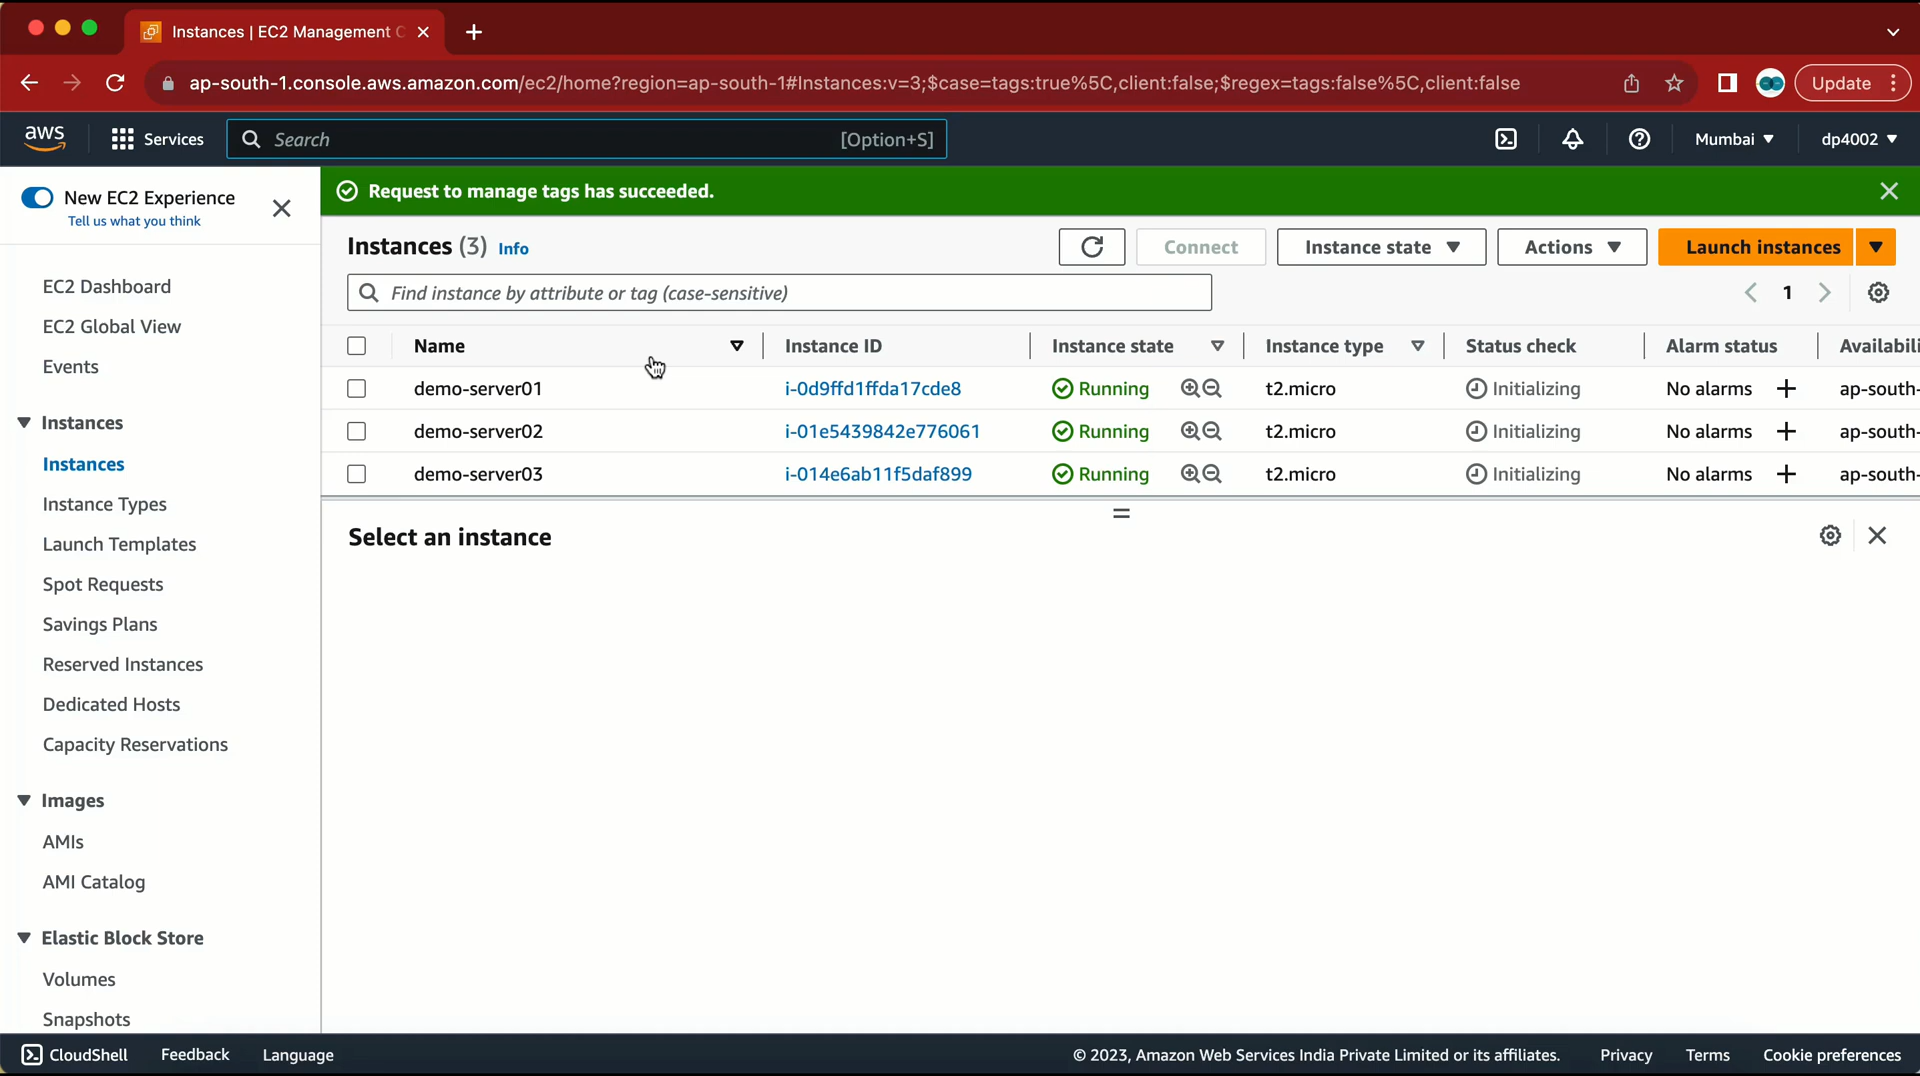 Instances | EC2 Management C
ap-south-1.console.aws.amazon.com/ec2/home?region=ap-south-1#Instances:v=3;$case=tags:true%5C,client:false;$regex=tags:false%5C,client:false
Update
aws Services Search [Option+S] Mumbai dp4002
New EC2 Experience
Tell us what you think
EC2 Dashboard
EC2 Global View
Events
Instances
Instances
Instance Types
Launch Templates
Spot Requests
Savings Plans
Reserved Instances
Dedicated Hosts
Capacity Reservations
Images
AMIs
AMI Catalog
Elastic Block Store
Volumes
Snapshots
Request to manage tags has succeeded.
Instances (3) Info Connect Instance state Actions Launch instances
Find instance by attribute or tag (case-sensitive) 1
Name Instance ID Instance state Instance type Status check Alarm status Availabili
demo-server01 i-0d9ffd1ffda17cde8 Running t2.micro Initializing No alarms ap-south-
demo-server02 i-01e5439842e776061 Running t2.micro Initializing No alarms ap-south-
demo-server03 i-014e6ab11f5daf899 Running t2.micro Initializing No alarms ap-south-
Select an instance
CloudShell Feedback Language © 2023, Amazon Web Services India Private Limited or its affiliates. Privacy Terms Cookie preferences